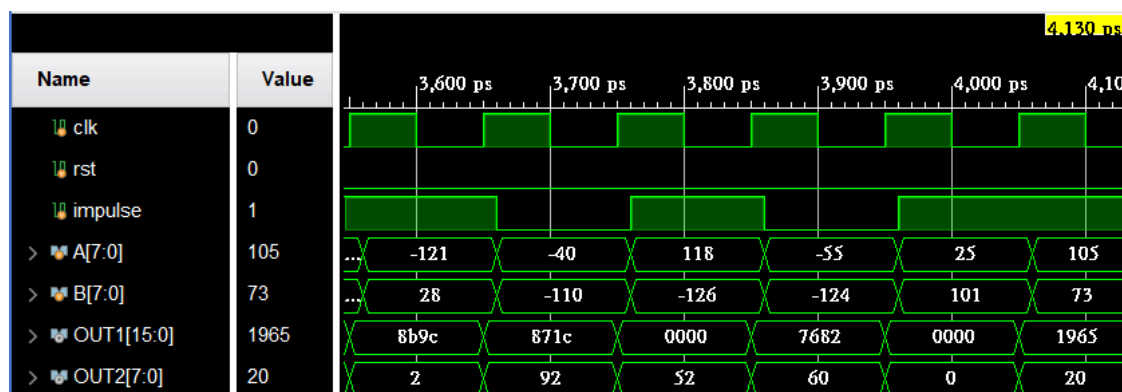 4,130 ps
Name Value 3,600 ps 3,700 ps 3,800 ps 3,900 ps 4,000 ps 4,10
clk 0
rst 0
impulse 1
A[7:0] 105 ... -121 -40 118 -55 25 105
B[7:0] 73 ... 28 -110 -126 -124 101 73
OUT1[15:0] 1965 8b9c 871c 0000 7682 0000 1965
OUT2[7:0] 20 2 92 52 60 0 20